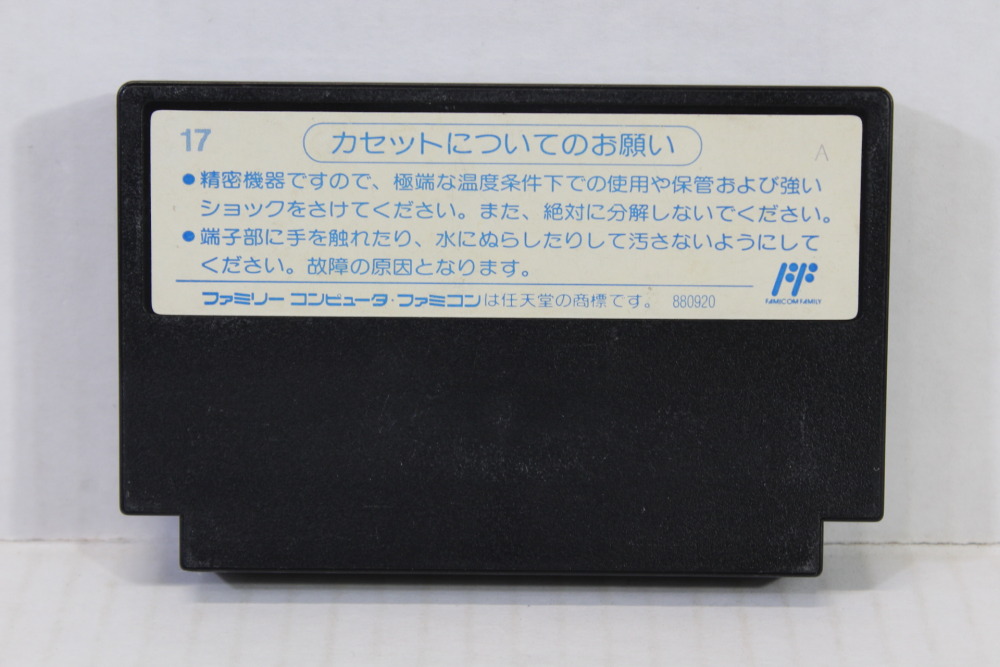 17
カセットについてのお願い
A
●精密機器ですので、極端な温度条件下での使用や保管および強い
ショックをさけてください。また、絶対に分解しないでください。
●端子部に手を触れたり、水にぬらしたりして汚さないようにして
ください。故障の原因となります。
FF
FAMICOM FAMILY
ファミリー コンピュータ・ファミコンは任天堂の商標です。 880920